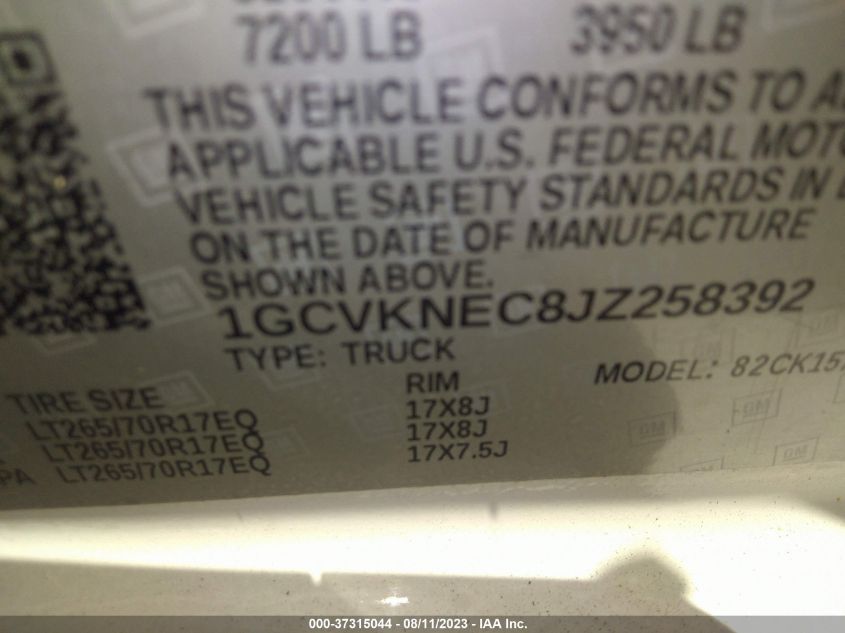 7200 LB 3950 LB
THIS VEHICLE CONFORMS TO
APPLICABLE U.S. FEDERAL
VEHICLE SAFETY STANDARDS IN
ON THE DATE OF MANUFACTURE
SHOWN ABOVE.
1GCVKNEC8JZ258392
TYPE: TRUCK
MODEL: 82CK15
TIRE SIZE RIM
LT265/70R17EQ 17X8J
LT265/70R17EQ 17X8J
LT265/70R17EQ 17X7.5J
000-37315044 - 08/11/2023 - IAA Inc.